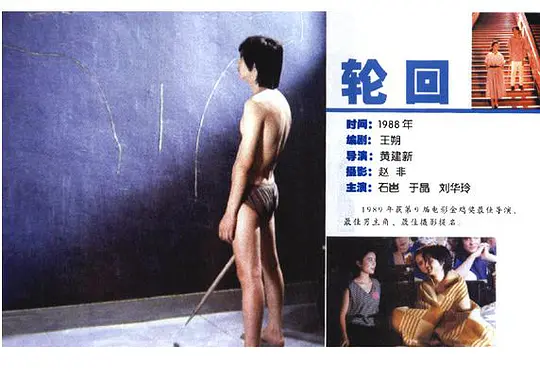 轮回
时间：1988年
编剧：王朔
导演：黄建新
摄影：赵 非
主演：石岜 于晶 刘华玲
1989年获第9届电影金鸡奖最佳导演、
最佳男主角、最佳摄影提名。